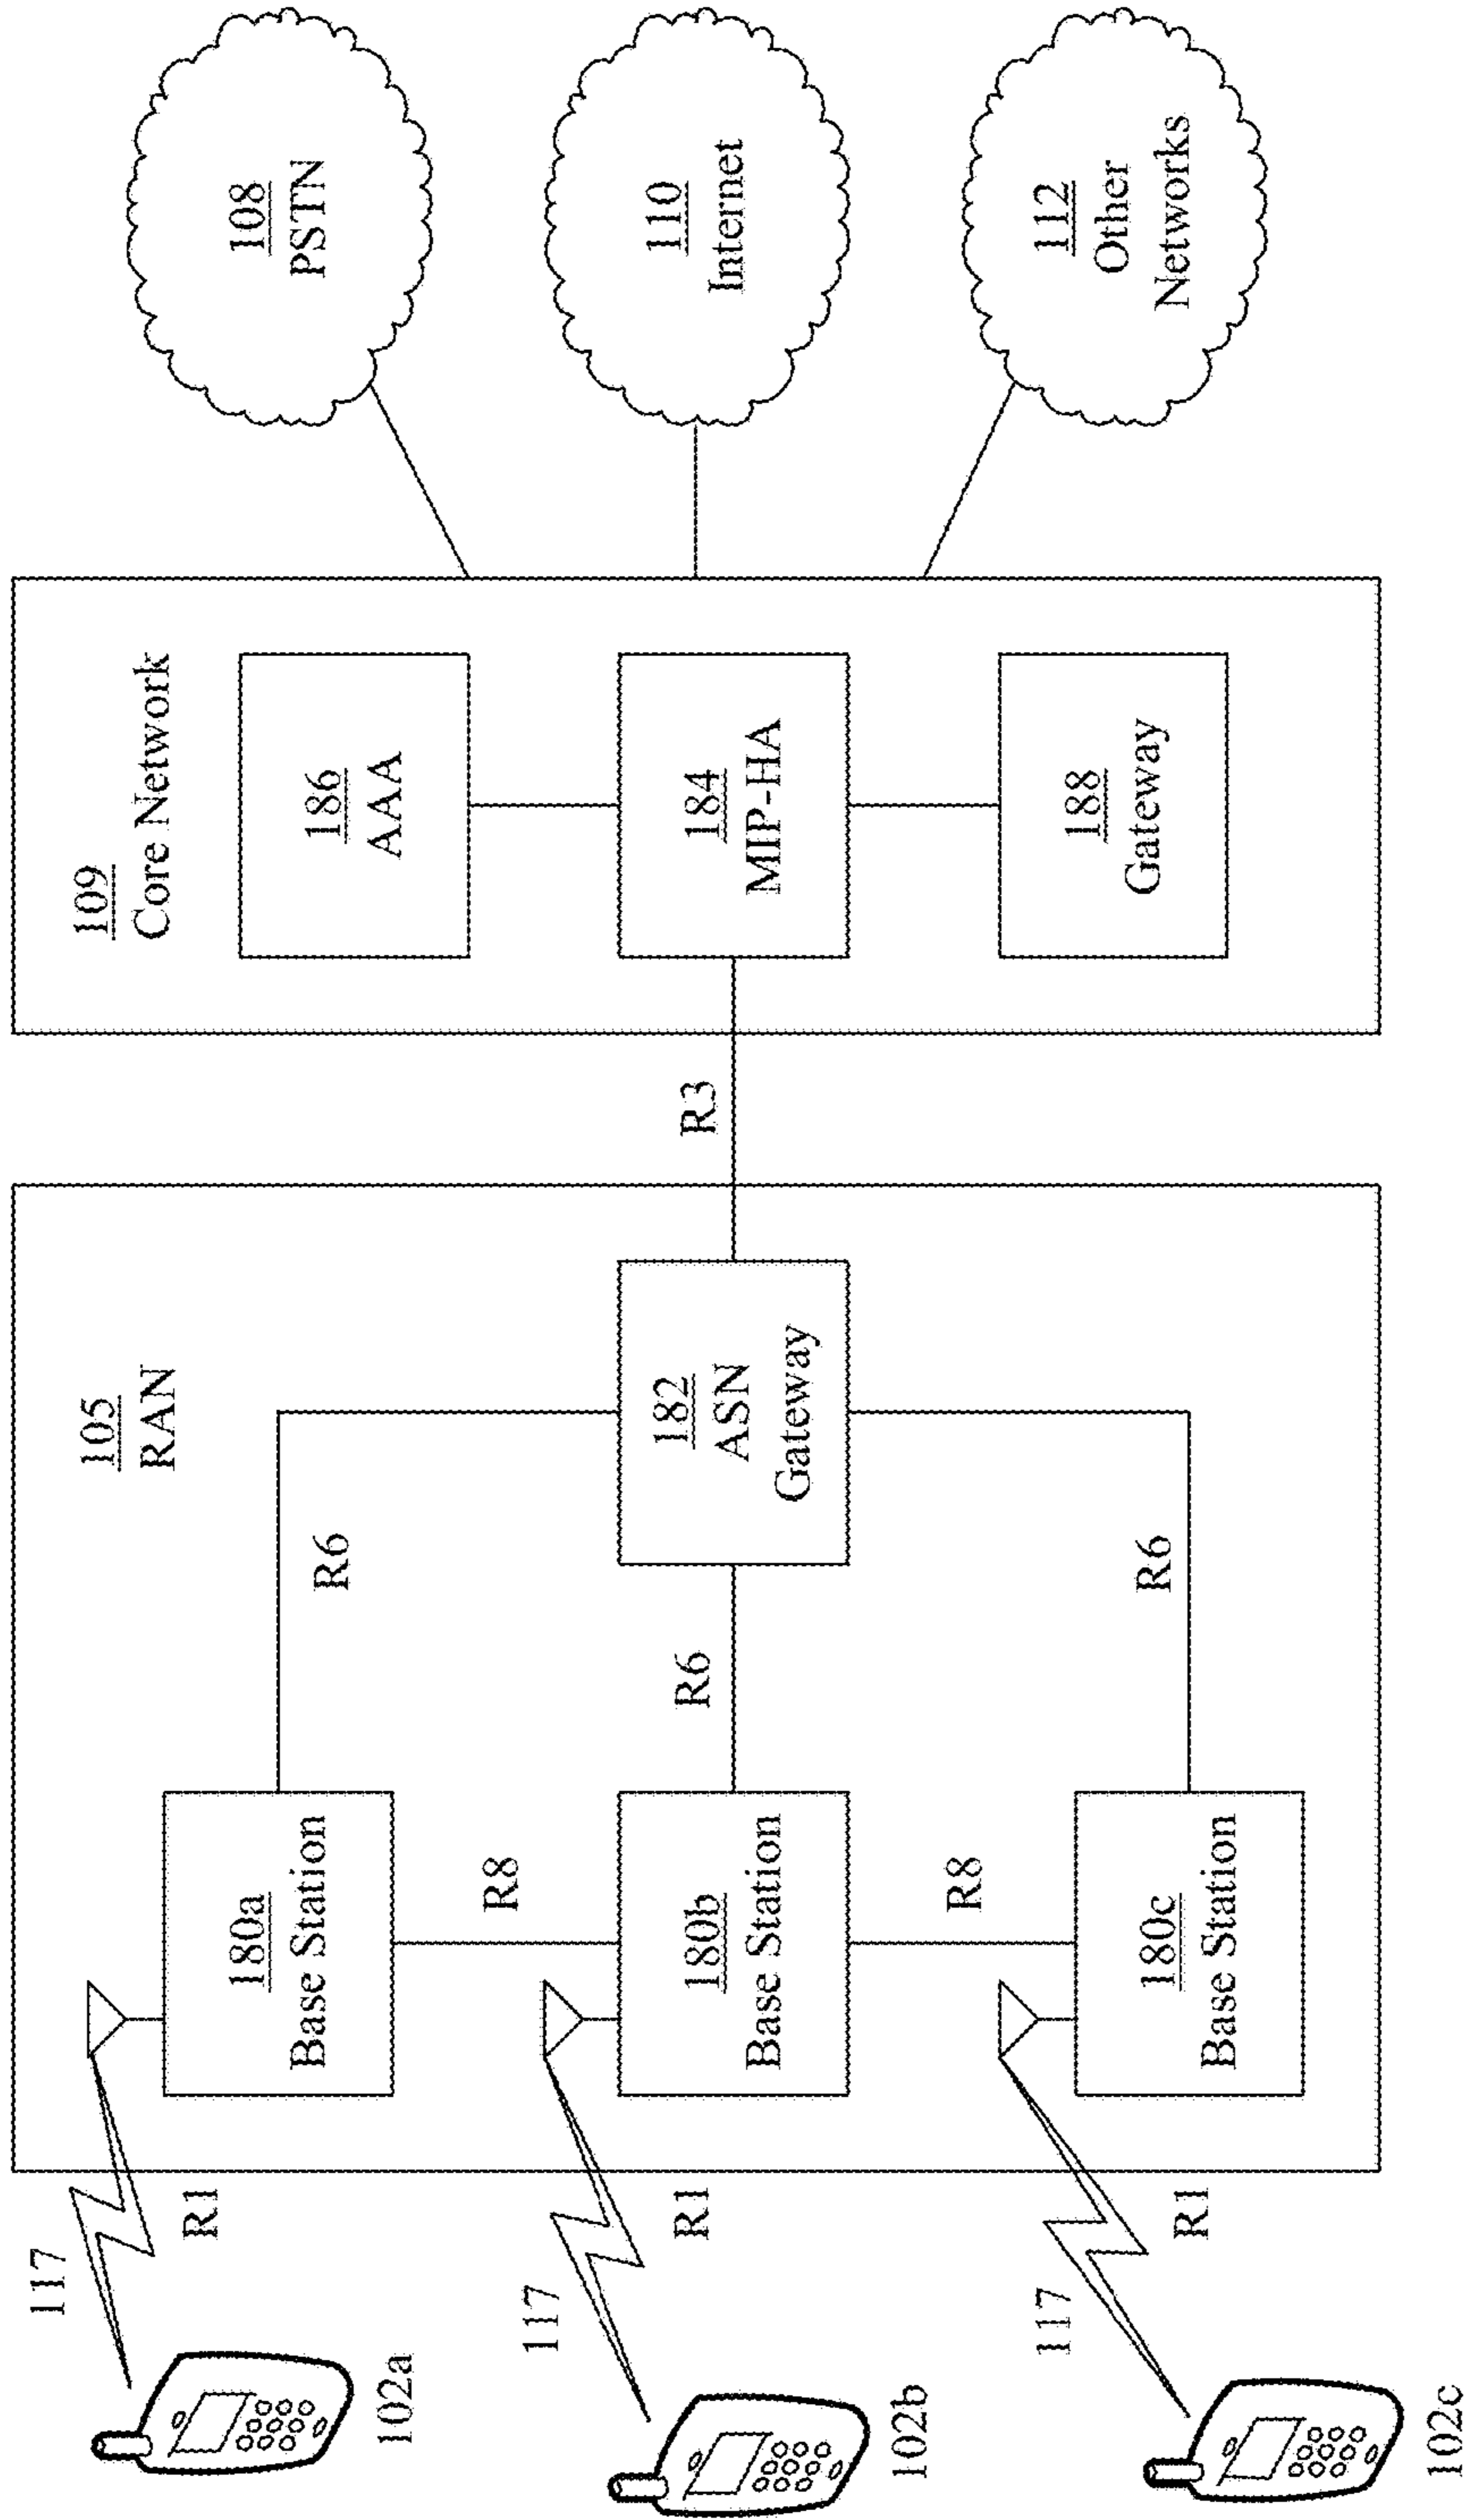 117
102a
R1
117
102b
R1
117
102c
R1
105
RAN
180a
Base Station
R8
180b
Base Station
R8
180c
Base Station
R6
R6
R6
182
ASN
Gateway
R3
109
Core Network
186
AAA
184
MIP-HA
188
Gateway
108
PSTN
110
Internet
112
Other
Networks